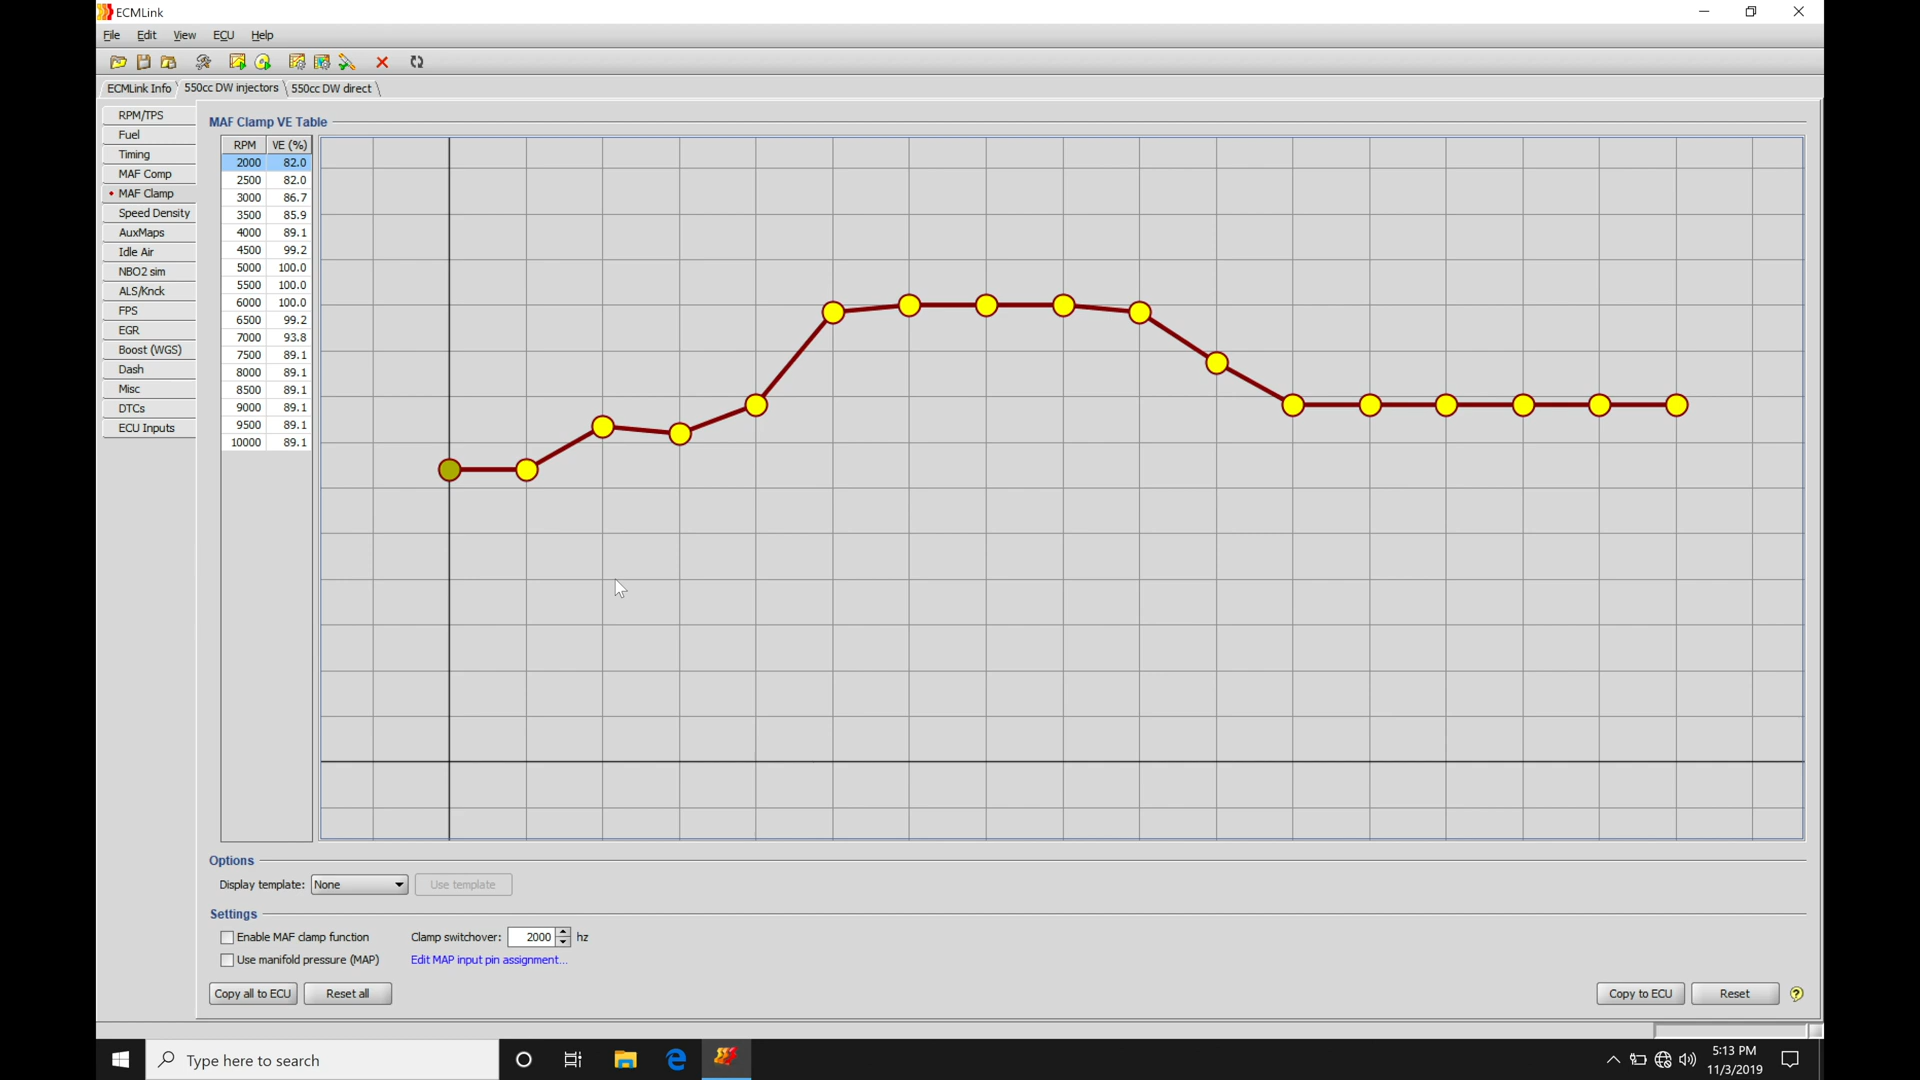 ECMLink
File Edit View ECU Help
ECMLink Info 550cc DW injectors 550cc DW direct
RPM/TPS
Fuel
Timing
MAF Comp
MAF Clamp
Speed Density
AuxMaps
Idle Air
NBO2 sim
ALS/Knck
FPS
EGR
Boost (WGS)
Dash
Misc
DTCs
ECU Inputs
MAF Clamp VE Table
RPM VE (%)
2000 82.0
2500 82.0
3000 86.7
3500 85.9
4000 89.1
4500 99.2
5000 100.0
5500 100.0
6000 100.0
6500 99.2
7000 93.8
7500 89.1
8000 89.1
8500 89.1
9000 89.1
9500 89.1
10000 89.1
Options
Display template: None Use template
Settings
Enable MAF clamp function Clamp switchover: 2000 hz
Use manifold pressure (MAP) Edit MAP input pin assignment...
Copy all to ECU Reset all Copy to ECU Reset ?
Type here to search
5:13 PM
11/3/2019